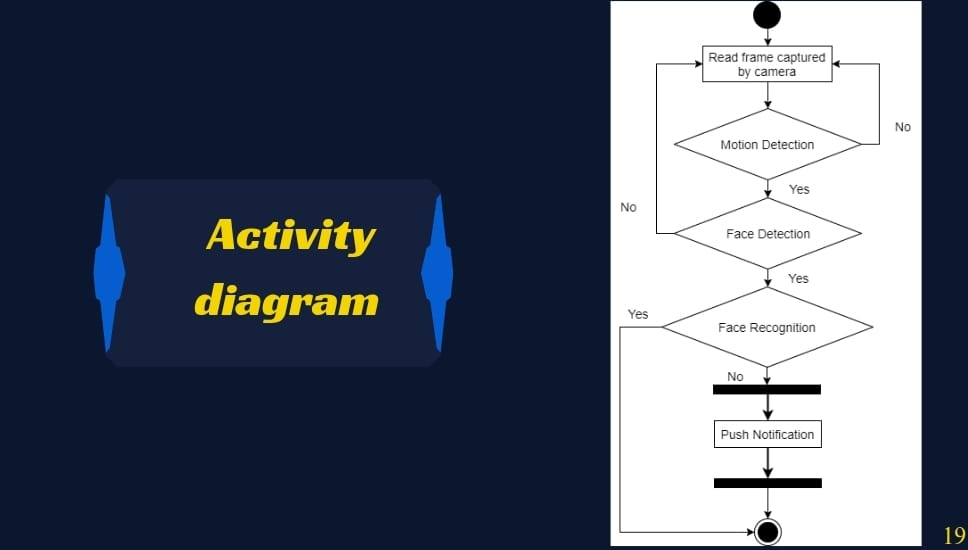 Activity
diagram
Read frame captured
by camera
No
Motion Detection
Yes
No
Face Detection
Yes
Yes
Face Recognition
No
Push Notification
19